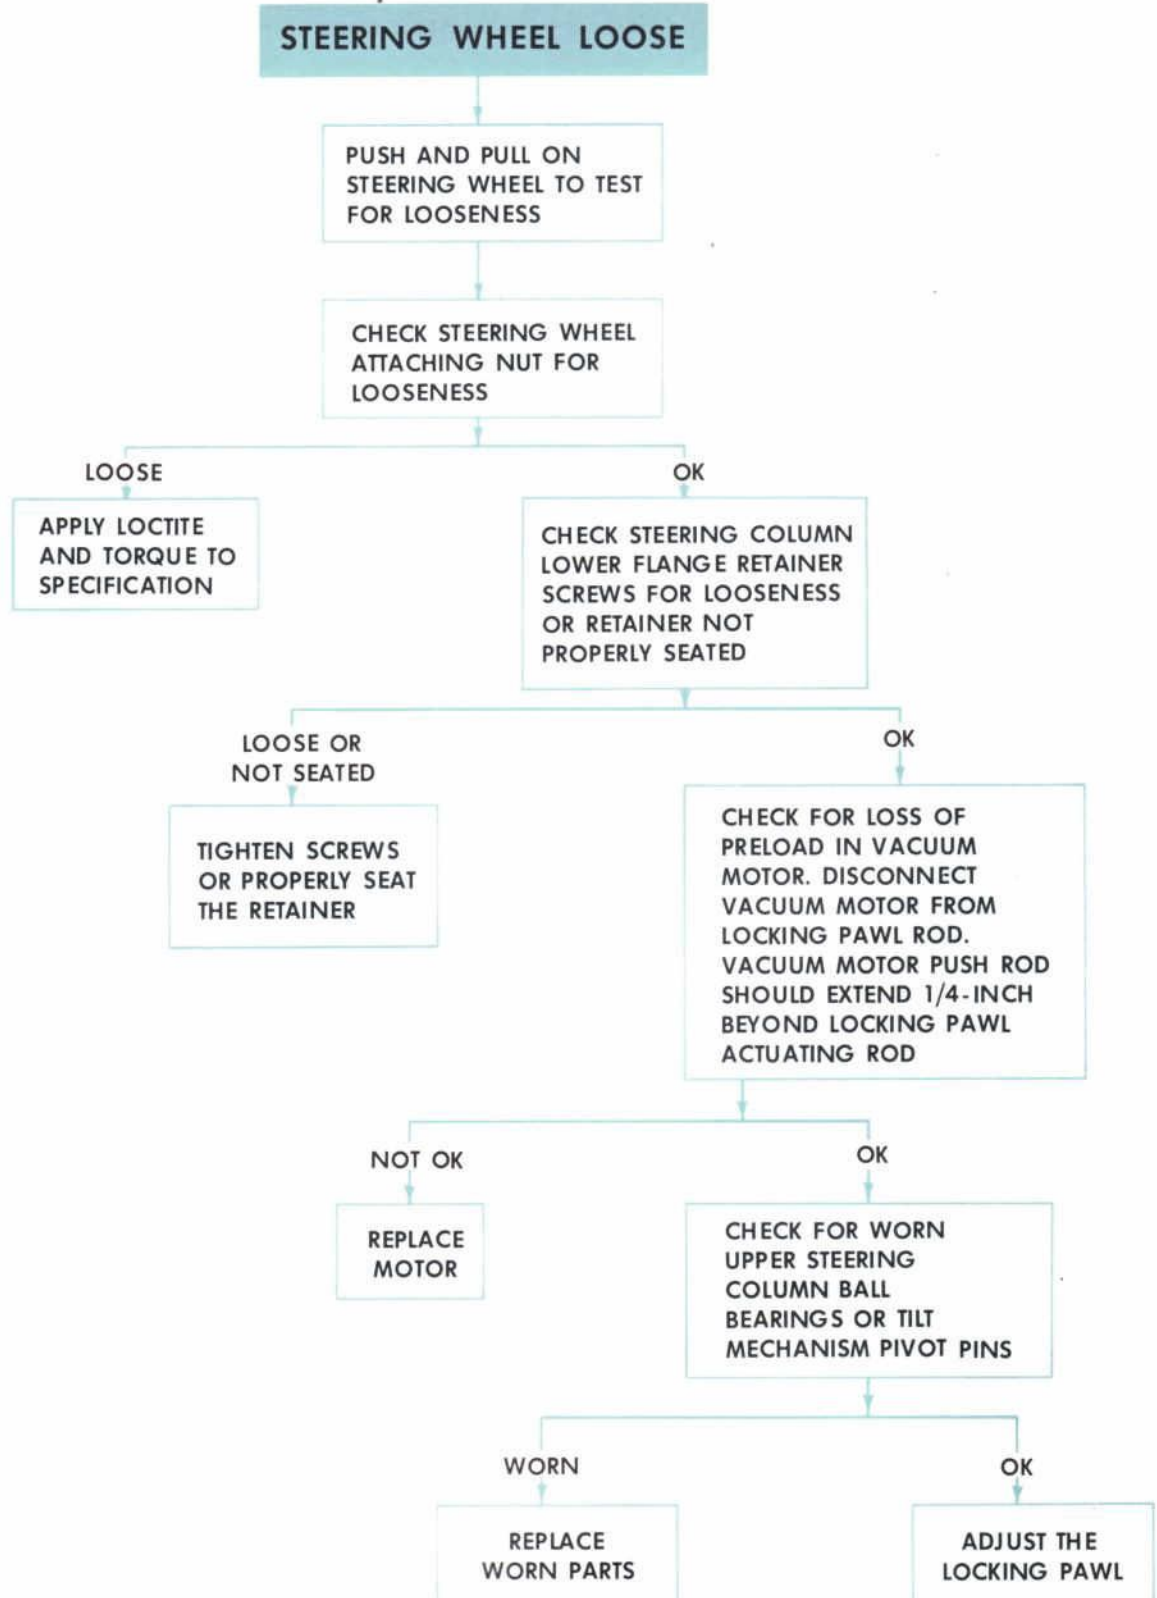 STEERING WHEEL LOOSE
PUSH AND PULL ON
STEERING WHEEL TO TEST
FOR LOOSENESS
CHECK STEERING WHEEL
ATTACHING NUT FOR
LOOSENESS
LOOSE
OK
APPLY LOCTITE
AND TORQUE TO
SPECIFICATION
CHECK STEERING COLUMN
LOWER FLANGE RETAINER
SCREWS FOR LOOSENESS
OR RETAINER NOT
PROPERLY SEATED
LOOSE OR
NOT SEATED
OK
TIGHTEN SCREWS
OR PROPERLY SEAT
THE RETAINER
CHECK FOR LOSS OF
PRELOAD IN VACUUM
MOTOR. DISCONNECT
VACUUM MOTOR FROM
LOCKING PAWL ROD.
VACUUM MOTOR PUSH ROD
SHOULD EXTEND 1/4-INCH
BEYOND LOCKING PAWL
ACTUATING ROD
NOT OK
OK
REPLACE
MOTOR
CHECK FOR WORN
UPPER STEERING
COLUMN BALL
BEARINGS OR TILT
MECHANISM PIVOT PINS
WORN
OK
REPLACE
WORN PARTS
ADJUST THE
LOCKING PAWL